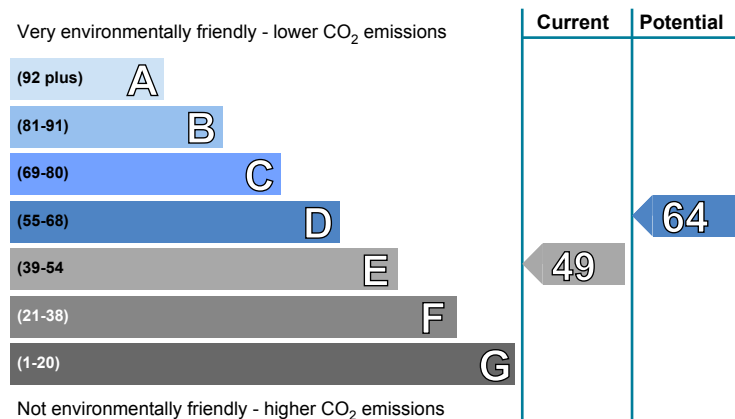 Very environmentally friendly - lower CO₂ emissions
Current
Potential
(92 plus) A
(81-91) B
(69-80) C
(55-68) D
64
(39-54 E
49
(21-38) F
(1-20) G
Not environmentally friendly - higher CO₂ emissions